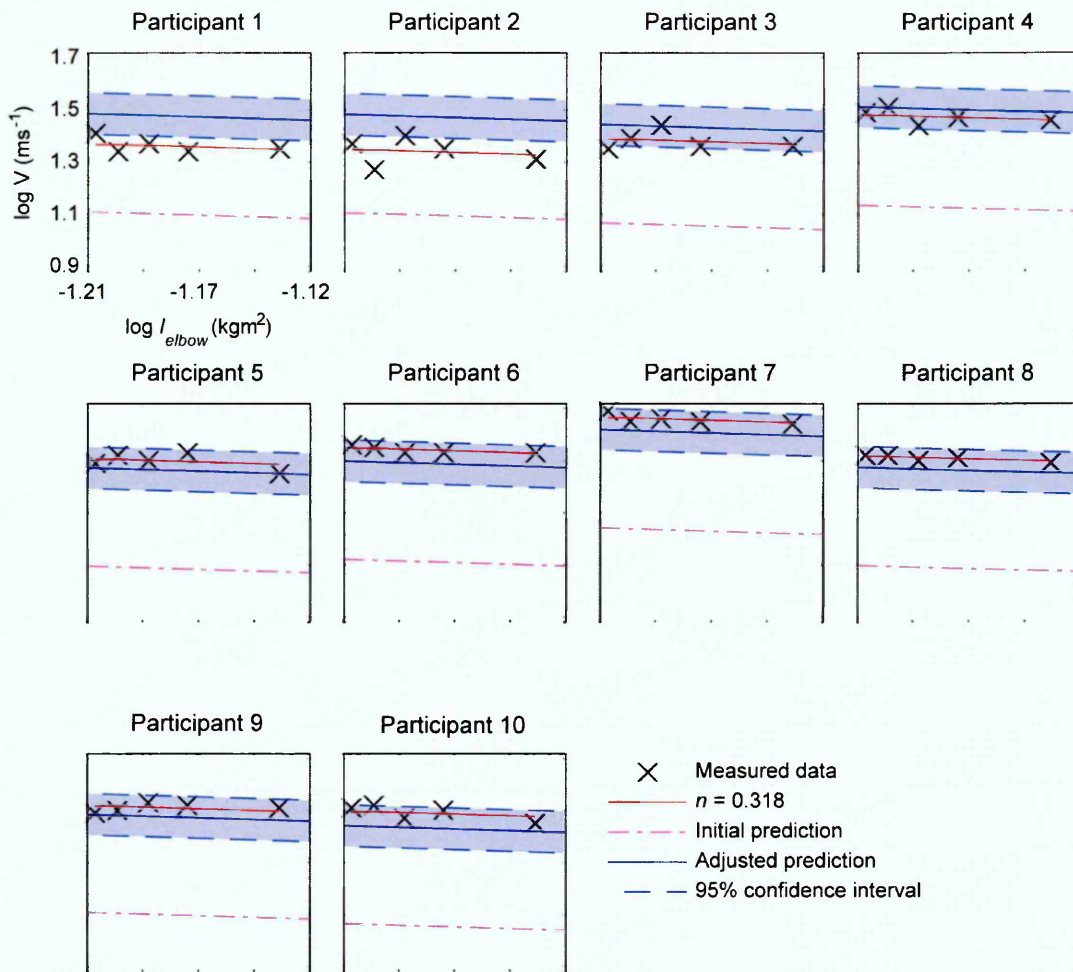 Participant 1
Participant 2
Participant 3
Participant 4
1.7
1.5
1.3
1.1
0.9
log V (ms⁻¹)
-1.21
-1.17
-1.12
log I_elbow (kgm²)
Participant 5
Participant 6
Participant 7
Participant 8
Participant 9
Participant 10
Measured data
n = 0.318
Initial prediction
Adjusted prediction
95% confidence interval